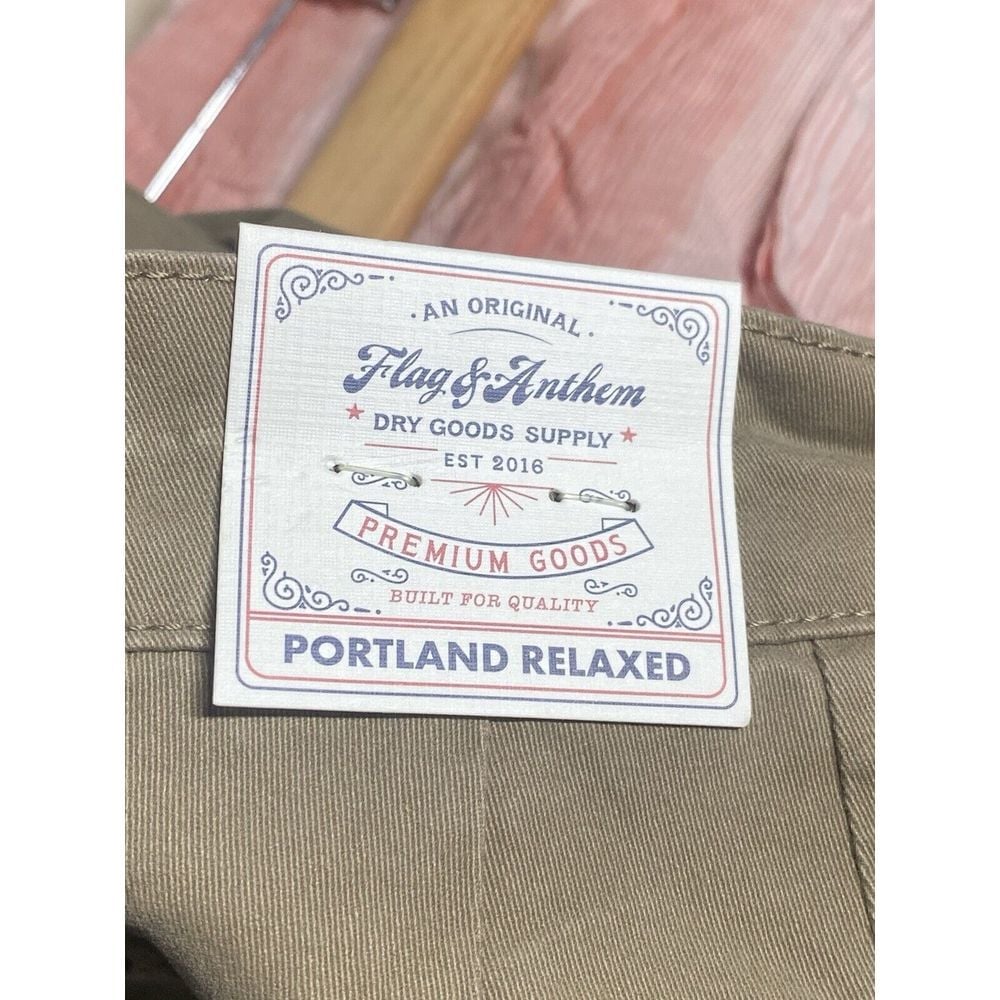 AN ORIGINAL
Flag & Anthem
DRY GOODS SUPPLY
EST 2016
PREMIUM GOODS
BUILT FOR QUALITY
PORTLAND RELAXED